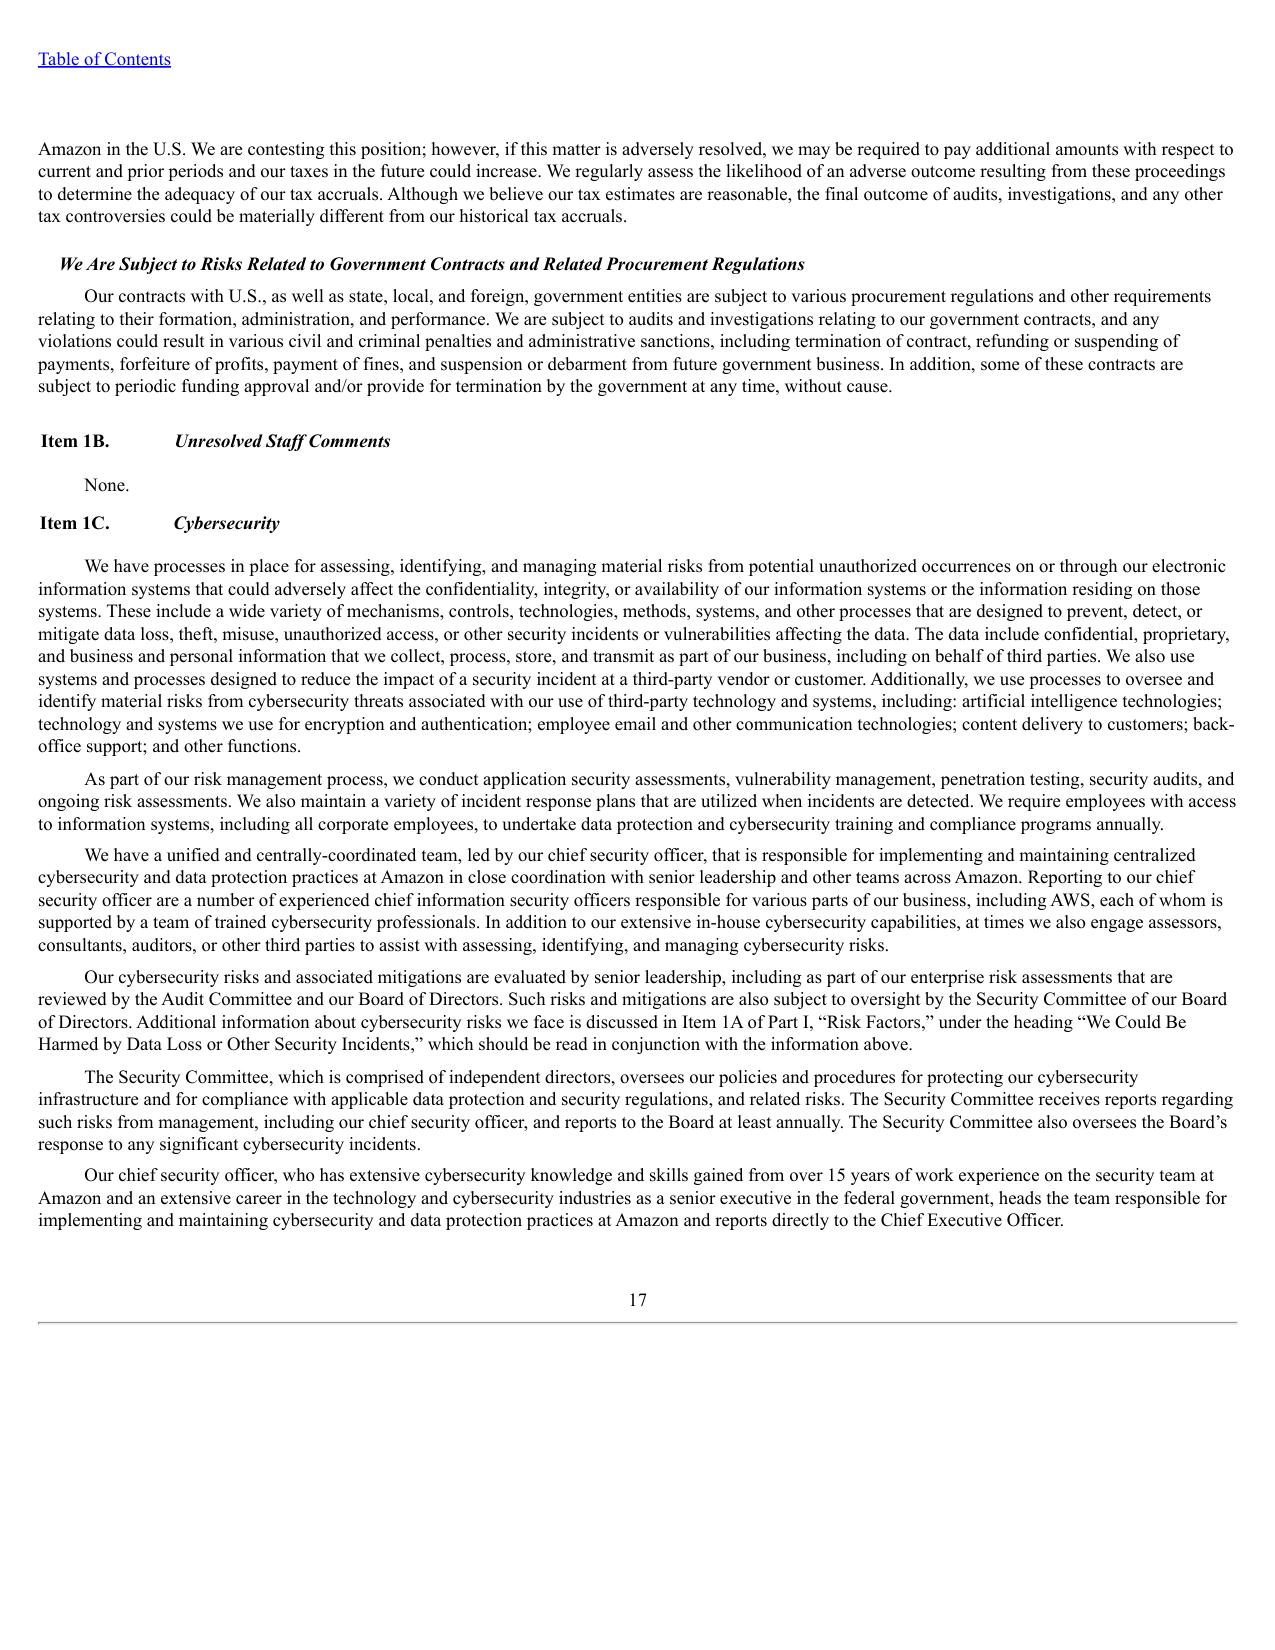 Table of Contents
Amazon in the U.S. We are contesting this position; however, if this matter is adversely resolved, we may be required to pay additional amounts with respect to
current and prior periods and our taxes in the future could increase. We regularly assess the likelihood of an adverse outcome resulting from these proceedings
to determine the adequacy of our tax accruals. Although we believe our tax estimates are reasonable, the final outcome of audits, investigations, and any other
tax controversies could be materially different from our historical tax accruals.
We Are Subject to Risks Related to Government Contracts and Related Procurement Regulations
Our contracts with U.S., as well as state, local, and foreign, government entities are subject to various procurement regulations and other requirements
relating to their formation, administration, and performance. We are subject to audits and investigations relating to our government contracts, and any
violations could result in various civil and criminal penalties and administrative sanctions, including termination of contract, refunding or suspending of
payments, forfeiture of profits, payment of fines, and suspension or debarment from future government business. In addition, some of these contracts are
subject to periodic funding approval and/or provide for termination by the government at any time, without cause.
Item 1B. Unresolved Staff Comments
None.
Item 1C. Cybersecurity
We have processes in place for assessing, identifying, and managing material risks from potential unauthorized occurrences on or through our electronic
information systems that could adversely affect the confidentiality, integrity, or availability of our information systems or the information residing on those
systems. These include a wide variety of mechanisms, controls, technologies, methods, systems, and other processes that are designed to prevent, detect, or
mitigate data loss, theft, misuse, unauthorized access, or other security incidents or vulnerabilities affecting the data. The data include confidential, proprietary,
and business and personal information that we collect, process, store, and transmit as part of our business, including on behalf of third parties. We also use
systems and processes designed to reduce the impact of a security incident at a third-party vendor or customer. Additionally, we use processes to oversee and
identify material risks from cybersecurity threats associated with our use of third-party technology and systems, including: artificial intelligence technologies;
technology and systems we use for encryption and authentication; employee email and other communication technologies; content delivery to customers; back-
office support; and other functions.
As part of our risk management process, we conduct application security assessments, vulnerability management, penetration testing, security audits, and
ongoing risk assessments. We also maintain a variety of incident response plans that are utilized when incidents are detected. We require employees with access
to information systems, including all corporate employees, to undertake data protection and cybersecurity training and compliance programs annually.
We have a unified and centrally-coordinated team, led by our chief security officer, that is responsible for implementing and maintaining centralized
cybersecurity and data protection practices at Amazon in close coordination with senior leadership and other teams across Amazon. Reporting to our chief
security officer are a number of experienced chief information security officers responsible for various parts of our business, including AWS, each of whom is
supported by a team of trained cybersecurity professionals. In addition to our extensive in-house cybersecurity capabilities, at times we also engage assessors,
consultants, auditors, or other third parties to assist with assessing, identifying, and managing cybersecurity risks.
Our cybersecurity risks and associated mitigations are evaluated by senior leadership, including as part of our enterprise risk assessments that are
reviewed by the Audit Committee and our Board of Directors. Such risks and mitigations are also subject to oversight by the Security Committee of our Board
of Directors. Additional information about cybersecurity risks we face is discussed in Item 1A of Part I, “Risk Factors,” under the heading “We Could Be
Harmed by Data Loss or Other Security Incidents,” which should be read in conjunction with the information above.
The Security Committee, which is comprised of independent directors, oversees our policies and procedures for protecting our cybersecurity
infrastructure and for compliance with applicable data protection and security regulations, and related risks. The Security Committee receives reports regarding
such risks from management, including our chief security officer, and reports to the Board at least annually. The Security Committee also oversees the Board’s
response to any significant cybersecurity incidents.
Our chief security officer, who has extensive cybersecurity knowledge and skills gained from over 15 years of work experience on the security team at
Amazon and an extensive career in the technology and cybersecurity industries as a senior executive in the federal government, heads the team responsible for
implementing and maintaining cybersecurity and data protection practices at Amazon and reports directly to the Chief Executive Officer.
17